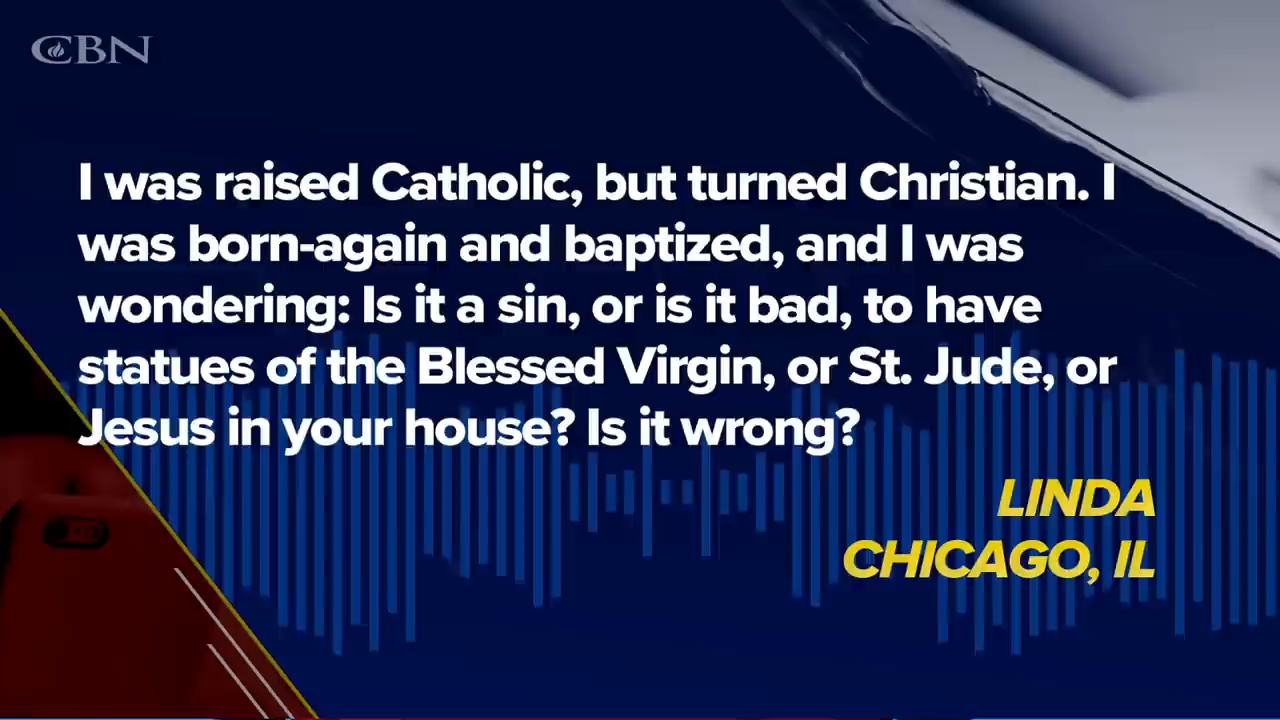 CBN
I was raised Catholic, but turned Christian. I
was born-again and baptized, and I was
wondering: Is it a sin, or is it bad, to have
statues of the Blessed Virgin, or St. Jude, or
Jesus in your house? Is it wrong?
LINDA
CHICAGO, IL